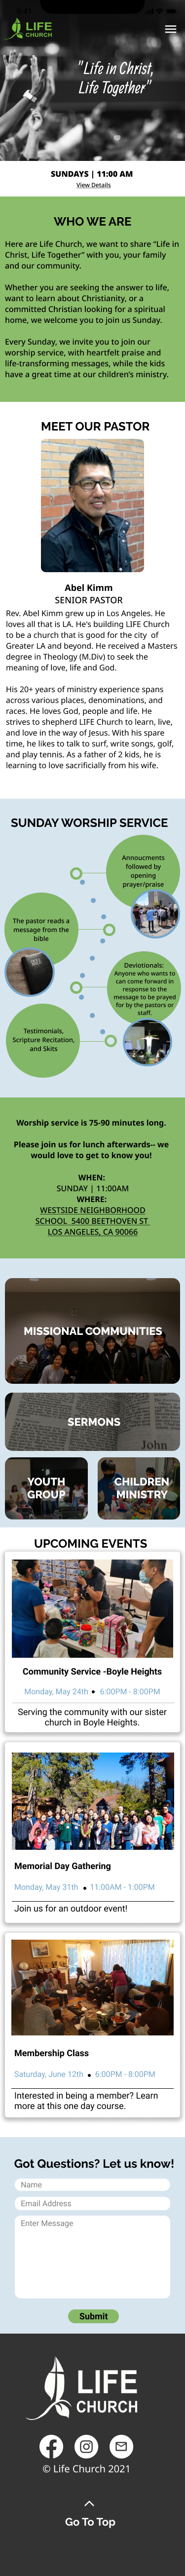 9:41
LIFE
CHURCH
"Life in Christ,
Life Together"
SUNDAYS | 11:00 AM
View Details
WHO WE ARE
Here are Life Church, we want to share "Life in
Christ, Life Together" with you, your family
and our community.
Whether you are seeking the answer to life,
want to learn about Christianity, or a
committed Christian looking for a spiritual
home, we welcome you to join us Sunday.
Every Sunday, we invite you to join our
worship service, with heartfelt praise and
life-transforming messages, while the kids
have a great time at our children's ministry.
MEET OUR PASTOR
Abel Kimm
SENIOR PASTOR
Rev. Abel Kimm grew up in Los Angeles. He
loves all that is LA. He's building LIFE Church
to be a church that is good for the city of
Greater LA and beyond. He received a Masters
degree in Theology (M.Div) to seek the
meaning of love, life and God.
His 20+ years of ministry experience spans
across various places, denominations, and
races. He loves God, people and life. He
strives to shepherd LIFE Church to learn, live,
and love in the way of Jesus. With his spare
time, he likes to talk to surf, write songs, golf,
and play tennis. As a father of 2 kids, he is
learning to love sacrificially from his wife.
SUNDAY WORSHIP SERVICE
Annoucments
followed by
opening
prayer/praise
The pastor reads a
message from the
bible
Deviotionals:
Anyone who wants to
can come forward in
response to the
message to be prayed
for by the pastors or
staff.
Testimonials,
Scripture Recitation,
and Skits
Worship service is 75-90 minutes long.
Please join us for lunch afterwards-- we
would love to get to know you!
WHEN:
SUNDAY | 11:00AM
WHERE:
WESTSIDE NEIGHBORHOOD
SCHOOL 5400 BEETHOVEN ST
LOS ANGELES, CA 90066
MISSIONAL COMMUNITIES
SERMONS
John
YOUTH
GROUP
CHILDREN
MINISTRY
UPCOMING EVENTS
Community Service -Boyle Heights
Monday, May 24th • 6:00PM - 8:00PM
Serving the community with our sister
church in Boyle Heights.
Memorial Day Gathering
Monday, May 31th • 11:00AM - 1:00PM
Join us for an outdoor event!
Membership Class
Saturday, June 12th • 6:00PM - 8:00PM
Interested in being a member? Learn
more at this one day course.
Got Questions? Let us know!
Name
Email Address
Enter Message
Submit
LIFE
CHURCH
© Life Church 2021
Go To Top